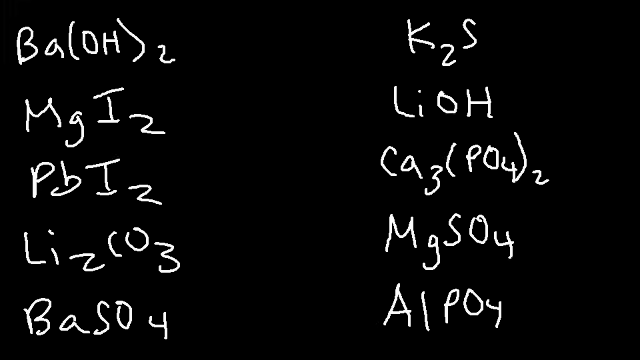 Ba(OH)₂
MgI₂
PbI₂
Li₂CO₃
BaSO₄
K₂S
LiOH
Ca₃(PO₄)₂
MgSO₄
AlPO₄